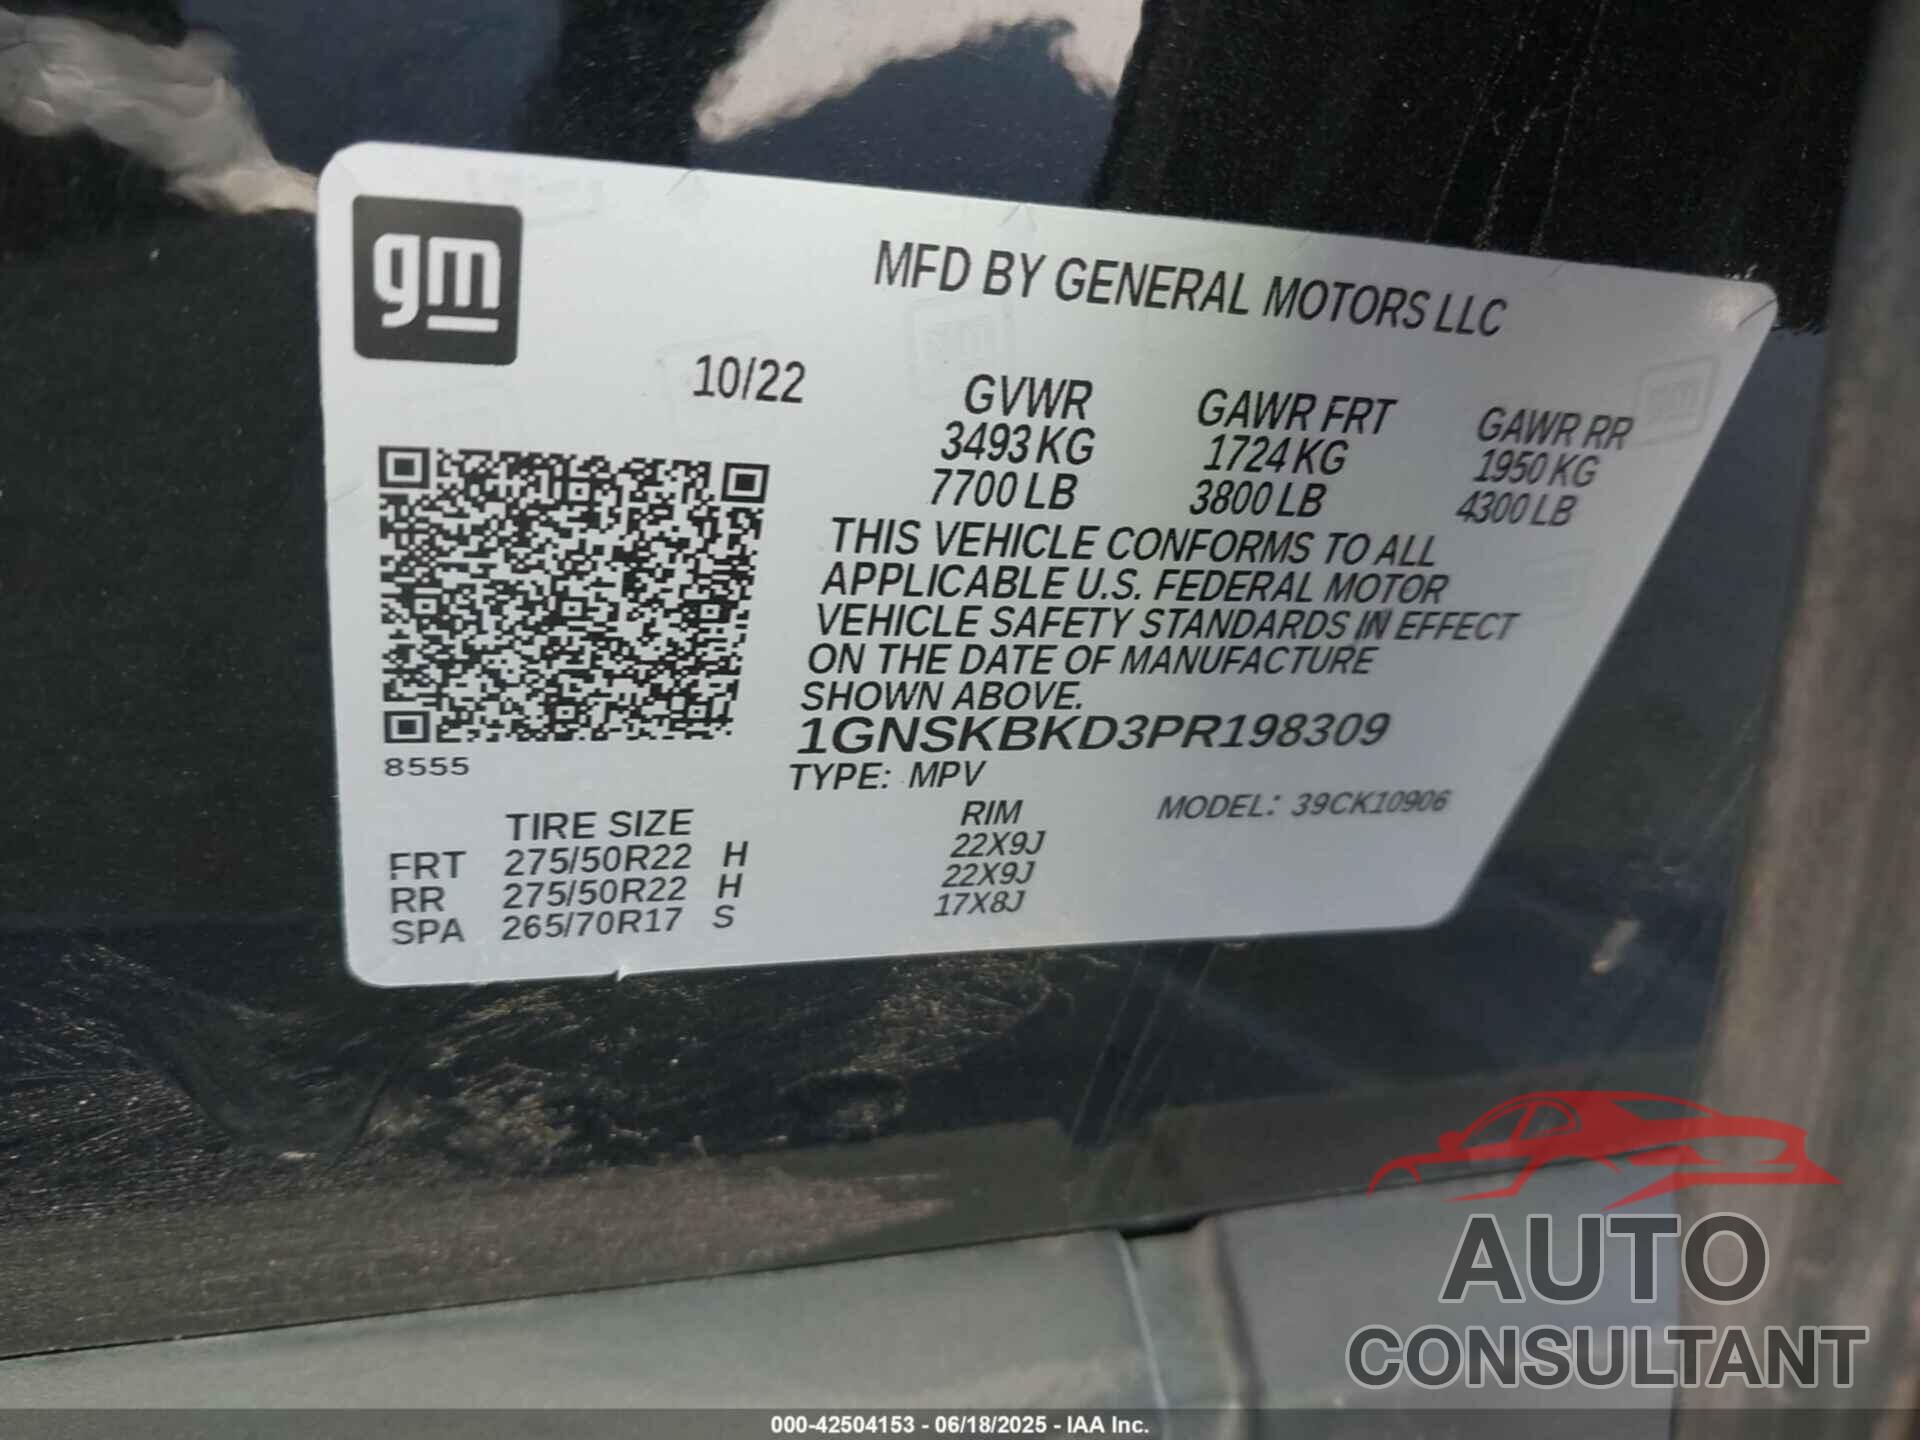 gm
MFD BY GENERAL MOTORS LLC
10/22
GVWR GAWR FRT GAWR RR
3493 KG 1724 KG 1950 KG
7700 LB 3800 LB 4300 LB
THIS VEHICLE CONFORMS TO ALL
APPLICABLE U.S. FEDERAL MOTOR
VEHICLE SAFETY STANDARDS IN EFFECT
ON THE DATE OF MANUFACTURE
SHOWN ABOVE.
1GNSKBKD3PR198309
8555
TYPE: MPV MODEL: 39CK10906
TIRE SIZE RIM
FRT 275/50R22 H 22X9J
RR 275/50R22 H 22X9J
SPA 265/70R17 S 17X8J
AUTO
CONSULTANT
000-42504153 - 06/18/2025 - IAA Inc.